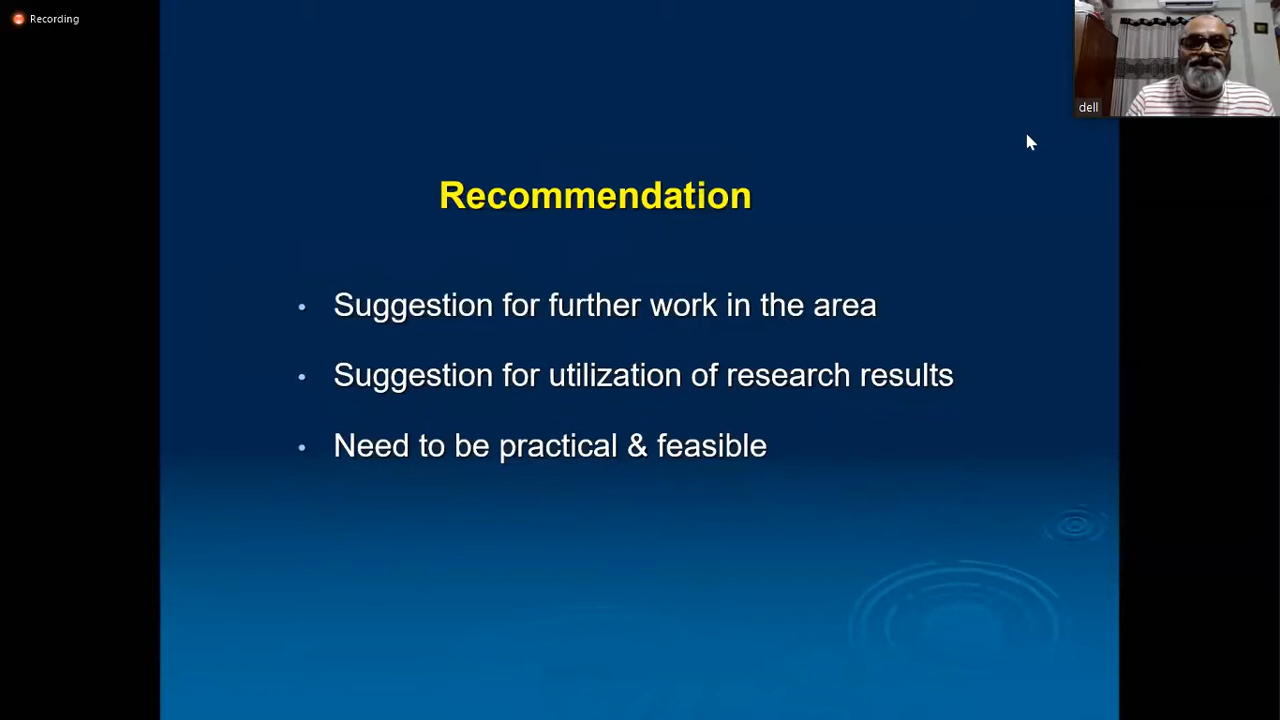 Recording
dell
Recommendation
• Suggestion for further work in the area
• Suggestion for utilization of research results
• Need to be practical & feasible